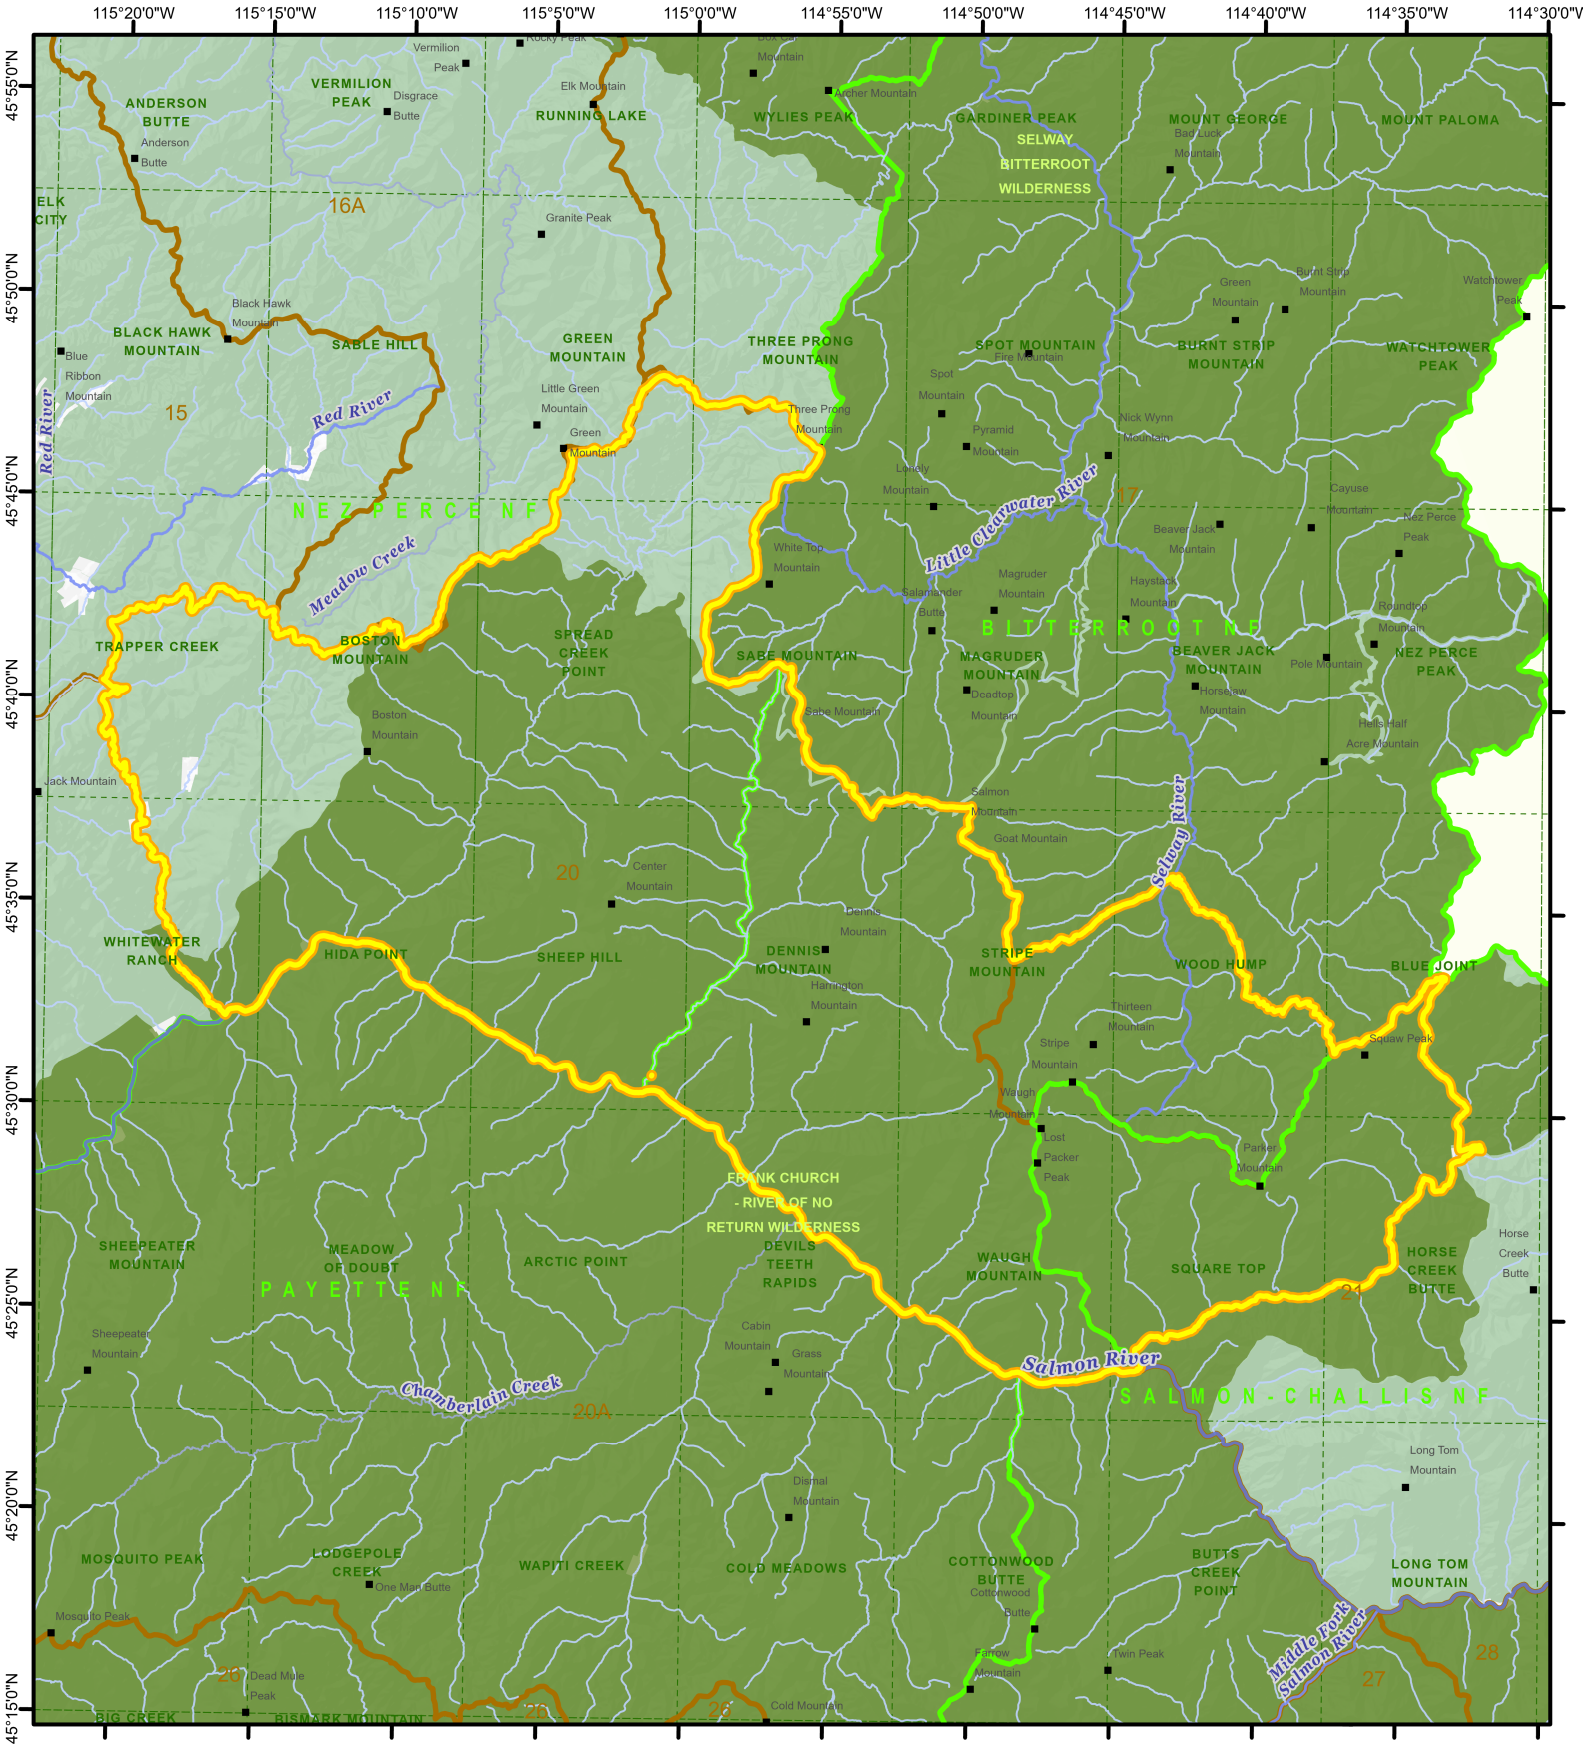 115°20'0"W
115°15'0"W
115°10'0"W
115°5'0"W
115°0'0"W
114°55'0"W
114°50'0"W
114°45'0"W
114°40'0"W
114°35'0"W
114°30'0"W
45°55'0"N
45°50'0"N
45°45'0"N
45°40'0"N
45°35'0"N
45°30'0"N
45°25'0"N
45°20'0"N
45°15'0"N
Rocky Peak
Vermilion
Peak
Box Car
Mountain
VERMILION
PEAK
Disgrace
Butte
Elk Mountain
RUNNING LAKE
ANDERSON
BUTTE
Anderson
Butte
Archer Mountain
WYLIES PEAK
GARDINER PEAK
SELWAY
BITTERROOT
WILDERNESS
MOUNT GEORGE
Bad Luck
Mountain
MOUNT PALOMA
ELK
CITY
16A
Granite Peak
Black Hawk
Mountain
BLACK HAWK
MOUNTAIN
SABLE HILL
GREEN
MOUNTAIN
THREE PRONG
MOUNTAIN
SPOT MOUNTAIN
Fire Mountain
Green
Mountain
Burnt Strip
Mountain
BURNT STRIP
MOUNTAIN
Watchtower
Peak
WATCHTOWER
PEAK
Blue
Ribbon
Mountain
15
Red River
Red River
Little Green
Mountain
Green
Mountain
Three Prong
Mountain
Spot
Mountain
Pyramid
Mountain
Nick Wynn
Mountain
Lonely
Mountain
17
Cayuse
Mountain
Nez Perce
Peak
Beaver Jack
Mountain
NEZ PERCE NF
Little Clearwater River
Meadow Creek
White Top
Mountain
Salamander
Butte
Magruder
Mountain
Haystack
Mountain
Roundtop
Mountain
BITTERROOT NF
TRAPPER CREEK
BOSTON
MOUNTAIN
SPREAD
CREEK
POINT
SABE MOUNTAIN
MAGRUDER
MOUNTAIN
BEAVER JACK
MOUNTAIN
Pole Mountain
NEZ PERCE
PEAK
Deadtop
Mountain
Horsejaw
Mountain
Sabe Mountain
Boston
Mountain
Hells Half
Acre Mountain
Jack Mountain
Salmon
Mountain
Goat Mountain
Selway River
20
Center
Mountain
Dennis
Mountain
WHITEWATER
RANCH
HIDA POINT
SHEEP HILL
DENNIS
MOUNTAIN
STRIPE
MOUNTAIN
WOOD HUMP
BLUE JOINT
Harrington
Mountain
Thirteen
Mountain
Stripe
Mountain
Squaw Peak
Waugh
Mountain
Lost
Packer
Peak
Parker
Mountain
FRANK CHURCH
- RIVER OF NO
RETURN WILDERNESS
SHEEPEATER
MOUNTAIN
MEADOW
OF DOUBT
ARCTIC POINT
DEVILS
TEETH
RAPIDS
WAUGH
MOUNTAIN
SQUARE TOP
HORSE
CREEK
BUTTE
Horse
Creek
Butte
PAYETTE NF
21
Sheepeater
Mountain
Cabin
Mountain
Grass
Mountain
Salmon River
Chamberlain Creek
SALMON-CHALLIS NF
20A
Long Tom
Mountain
Dismal
Mountain
MOSQUITO PEAK
LODGEPOLE
CREEK
WAPITI CREEK
COLD MEADOWS
COTTONWOOD
BUTTE
BUTTS
CREEK
POINT
LONG TOM
MOUNTAIN
One Man Butte
Cottonwood
Butte
Mosquito Peak
Middle Fork
Salmon River
26
Dead Mule
Peak
Farrow
Mountain
Twin Peak
27
28
26
26
Cold Mountain
BIG CREEK
BISMARK MOUNTAIN